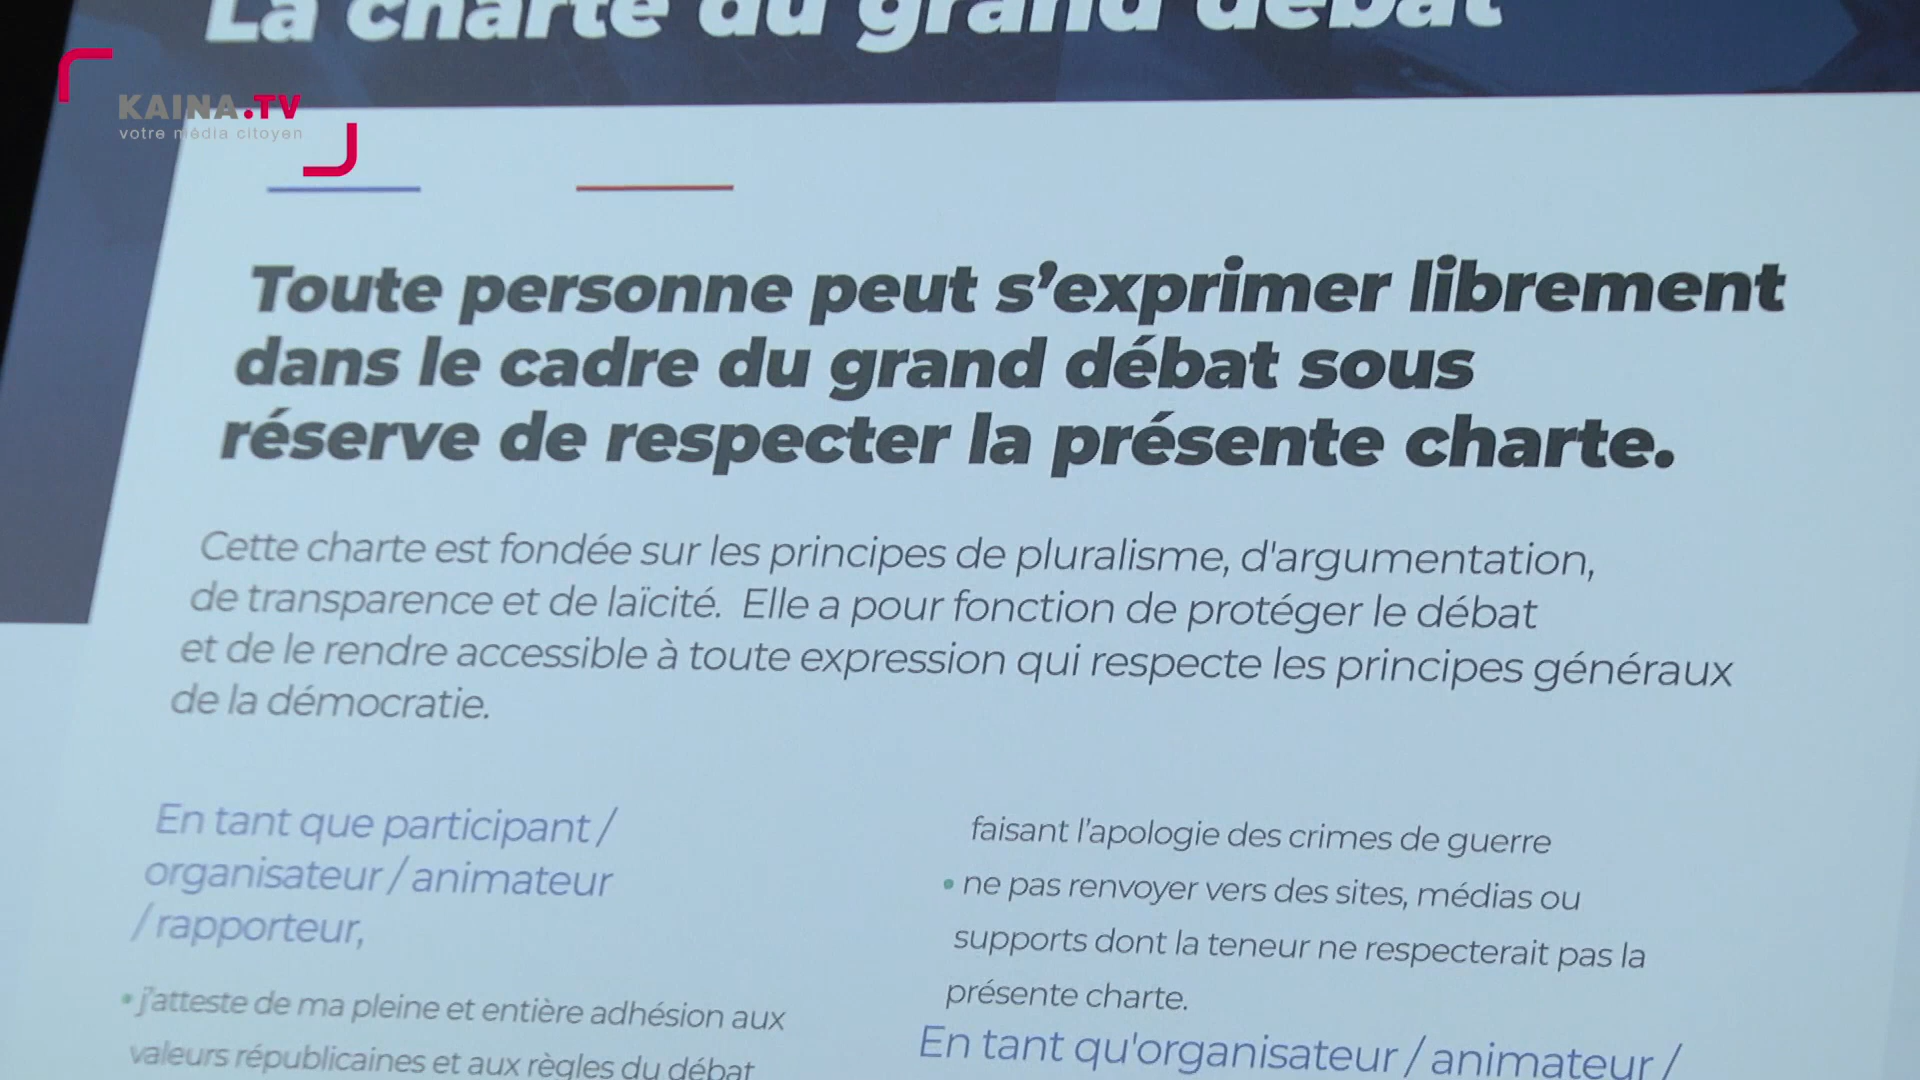 La charte du grand débat
KAINA.TV
votre média citoyen
Toute personne peut s'exprimer librement
dans le cadre du grand débat sous
réserve de respecter la présente charte.
Cette charte est fondée sur les principes de pluralisme, d'argumentation,
de transparence et de laïcité. Elle a pour fonction de protéger le débat
et de le rendre accessible à toute expression qui respecte les principes généraux
de la démocratie.
En tant que participant /
organisateur / animateur
/ rapporteur,
• j'atteste de ma pleine et entière adhésion aux
valeurs républicaines et aux règles du débat
faisant l'apologie des crimes de guerre
• ne pas renvoyer vers des sites, médias ou
supports dont la teneur ne respecterait pas la
présente charte.
En tant qu'organisateur / animateur /